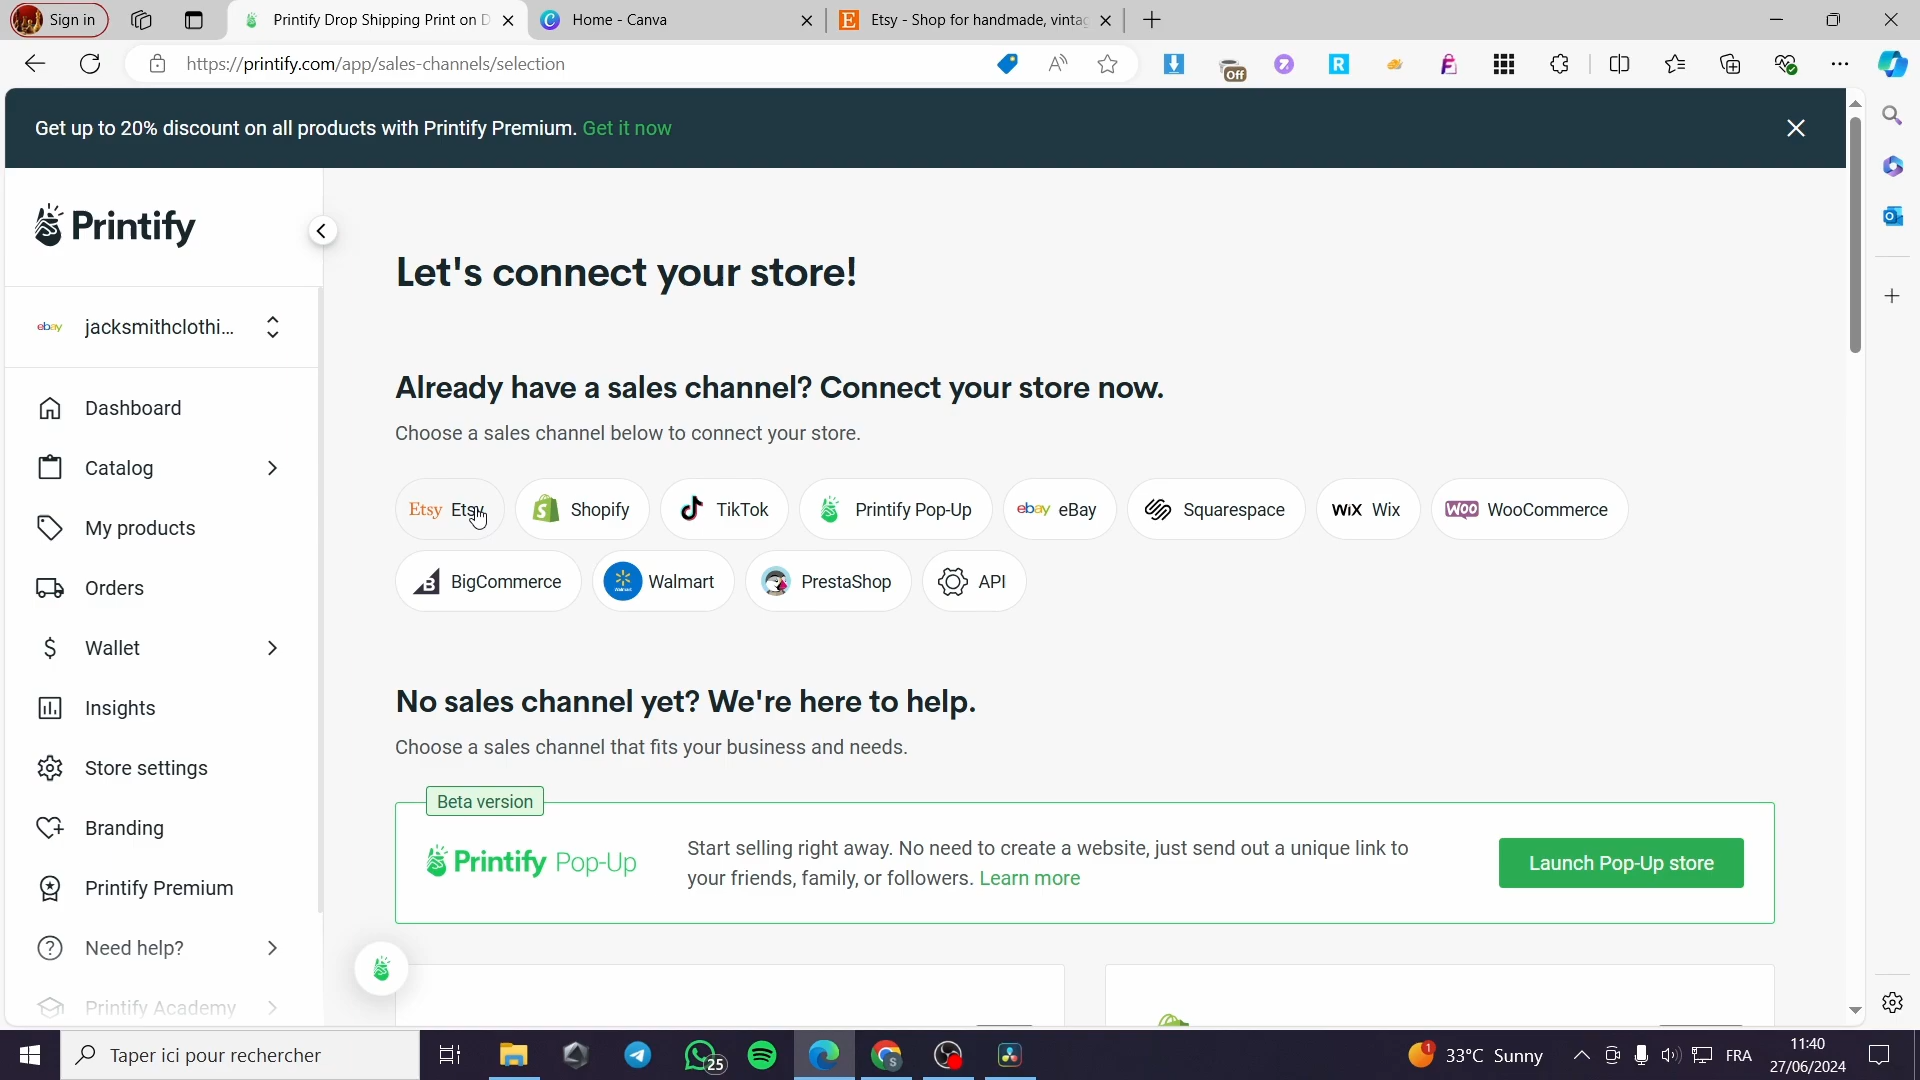 Sign in
Printify Drop Shipping Print on D
Home - Canva
Etsy - Shop for handmade, vintag
https://printify.com/app/sales-channels/selection
Off
Get up to 20% discount on all products with Printify Premium. Get it now
Printify
ebay jacksmithclothi...
Dashboard
Catalog
My products
Orders
Wallet
Insights
Store settings
Branding
Printify Premium
Need help?
Printify Academy
Let's connect your store!
Already have a sales channel? Connect your store now.
Choose a sales channel below to connect your store.
Etsy Etsy
Shopify
TikTok
Printify Pop-Up
ebay eBay
Squarespace
WiX Wix
WOO WooCommerce
BigCommerce
Walmart
PrestaShop
API
No sales channel yet? We're here to help.
Choose a sales channel that fits your business and needs.
Beta version
Printify Pop-Up
Start selling right away. No need to create a website, just send out a unique link to
your friends, family, or followers. Learn more
Launch Pop-Up store
Taper ici pour rechercher
25
1
33°C Sunny
FRA
11:40
27/06/2024